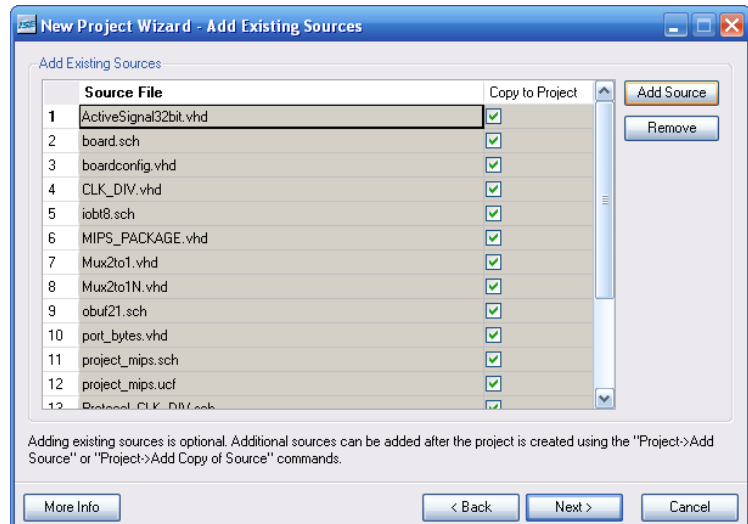 ISE New Project Wizard - Add Existing Sources
Add Existing Sources
Source File Copy to Project Add Source
1 ActiveSignal32bit.vhd Remove
2 board.sch
3 boardconfig.vhd
4 CLK_DIV.vhd
5 iobt8.sch
6 MIPS_PACKAGE.vhd
7 Mux2to1.vhd
8 Mux2to1N.vhd
9 obuf21.sch
10 port_bytes.vhd
11 project_mips.sch
12 project_mips.ucf
13 Protocol_CLK_DIV.sch
Adding existing sources is optional. Additional sources can be added after the project is created using the "Project->Add
Source" or "Project->Add Copy of Source" commands.
More Info < Back Next > Cancel